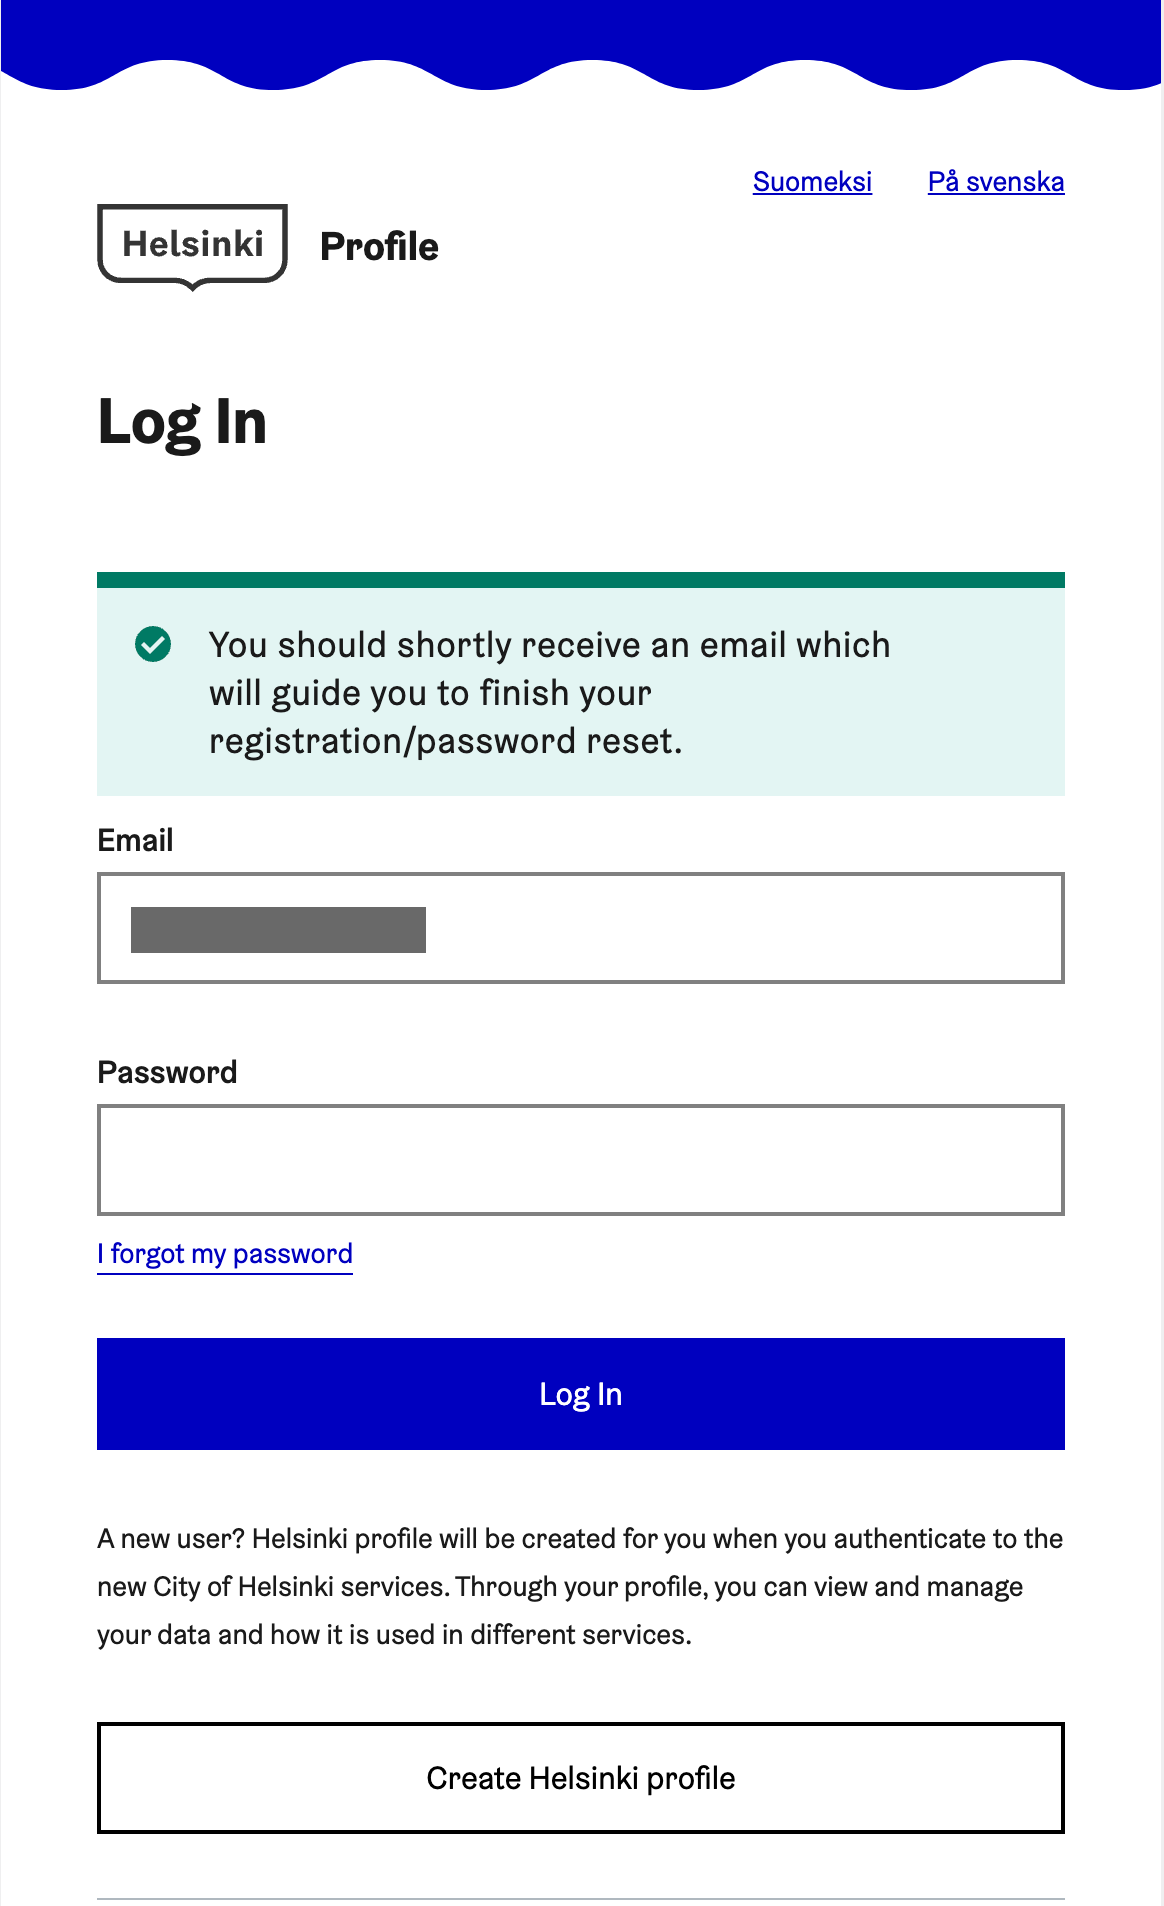 Suomeksi
På svenska
Helsinki
Profile
Log In
You should shortly receive an email which
will guide you to finish your
registration/password reset.
Email
Password
I forgot my password
Log In
A new user? Helsinki profile will be created for you when you authenticate to the
new City of Helsinki services. Through your profile, you can view and manage
your data and how it is used in different services.
Create Helsinki profile